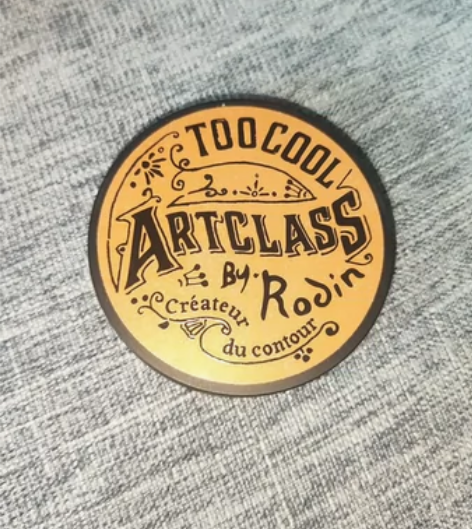 TOO COOL
ARTCLASS
By. Rodin
Créateur
du contour